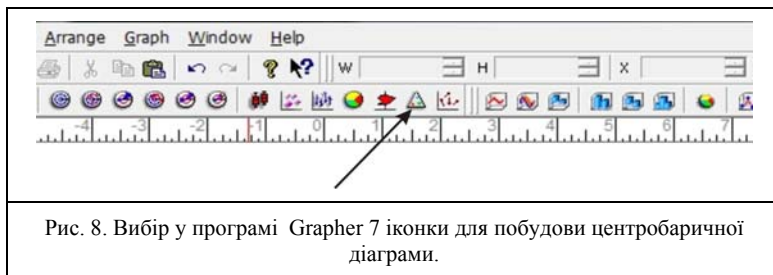 Arrange Graph Window Help
W H X
-4 -3 -2 -1 0 1 2 3 4 5 6 7
Рис. 8. Вибір у програмі Grapher 7 іконки для побудови центробаричної
діаграми.